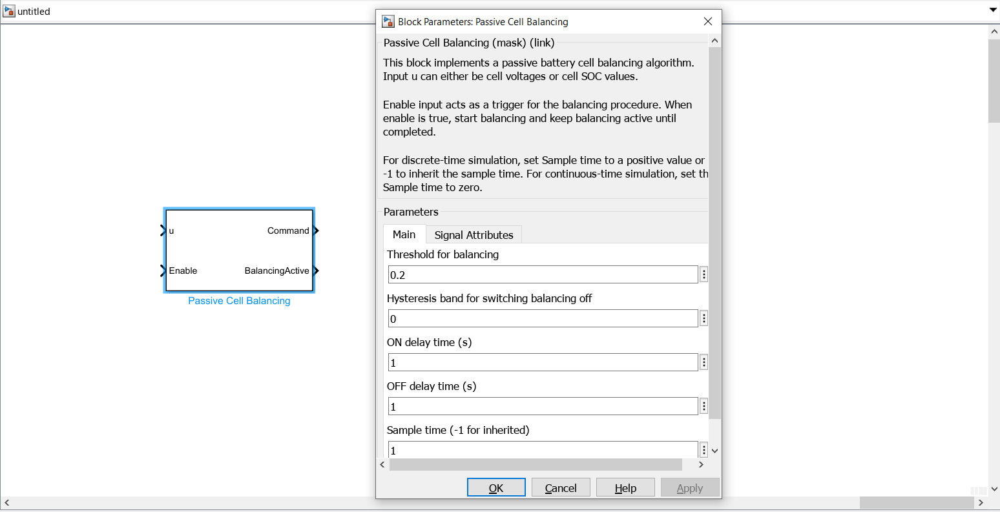 untitled
Block Parameters: Passive Cell Balancing
Passive Cell Balancing (mask) (link)
This block implements a passive battery cell balancing algorithm.
Input u can either be cell voltages or cell SOC values.
Enable input acts as a trigger for the balancing procedure. When
enable is true, start balancing and keep balancing active until
completed.
For discrete-time simulation, set Sample time to a positive value or
-1 to inherit the sample time. For continuous-time simulation, set th
Sample time to zero.
Parameters
Main Signal Attributes
Threshold for balancing
0.2
Hysteresis band for switching balancing off
0
ON delay time (s)
1
OFF delay time (s)
1
Sample time (-1 for inherited)
1
OK Cancel Help Apply
u Command
Enable BalancingActive
Passive Cell Balancing